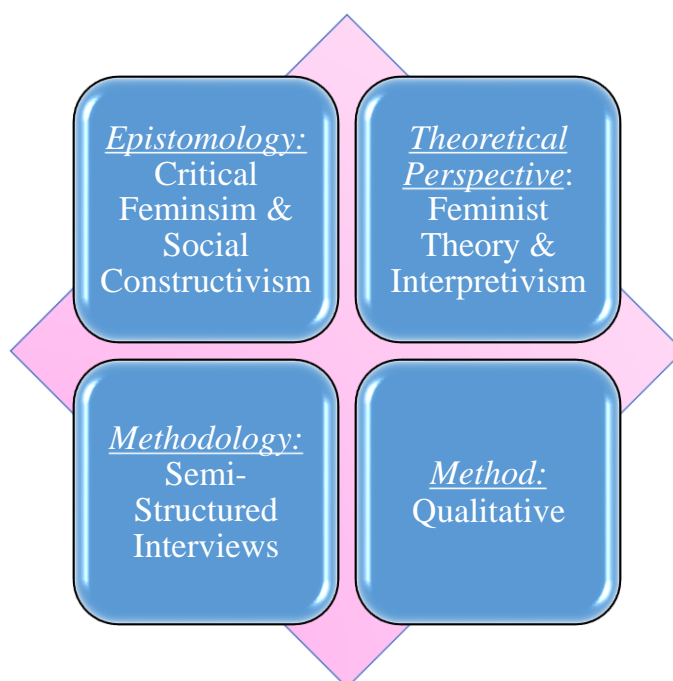 Epistomology:
Critical
Feminsim &
Social
Constructivism
Theoretical
Perspective:
Feminist
Theory &
Interpretivism
Methodology:
Semi-
Structured
Interviews
Method:
Qualitative